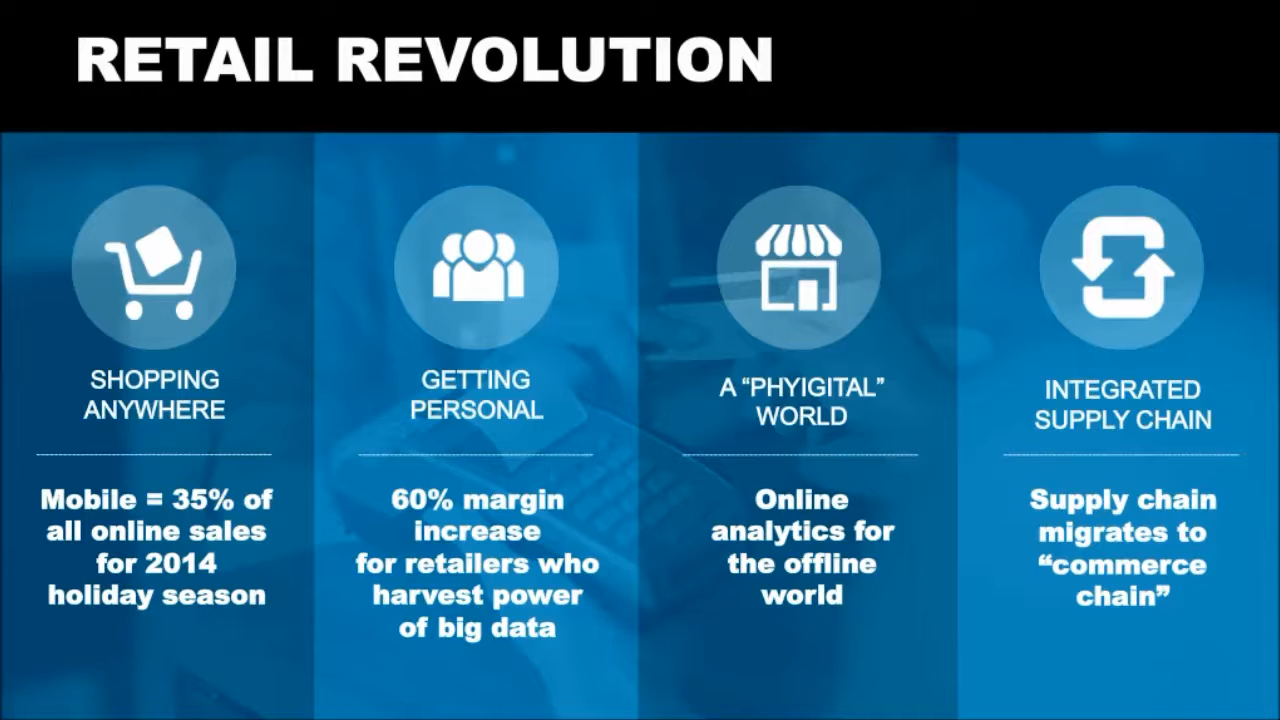 RETAIL REVOLUTION
SHOPPING
ANYWHERE
Mobile = 35% of
all online sales
for 2014
holiday season
GETTING
PERSONAL
60% margin
increase
for retailers who
harvest power
of big data
A “PHYIGITAL”
WORLD
Online
analytics for
the offline
world
INTEGRATED
SUPPLY CHAIN
Supply chain
migrates to
“commerce
chain”